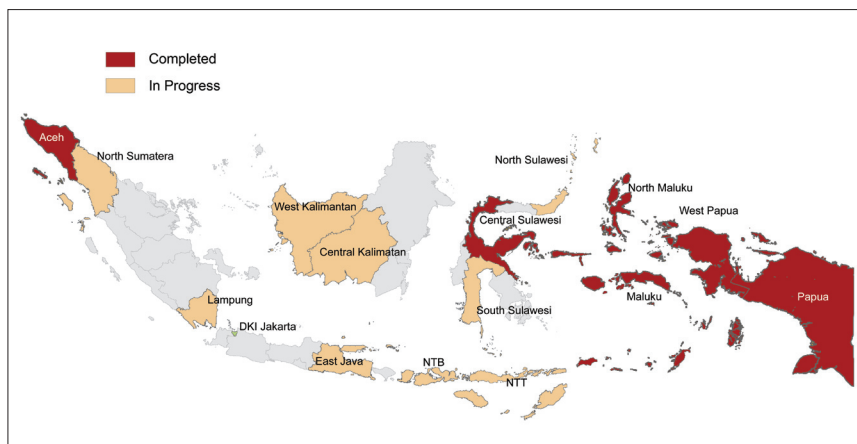 Completed
In Progress
Aceh
North Sumatera
North Sulawesi
North Maluku
West Kalimantan
West Papua
Central Sulawesi
Central Kalimatan
Lampung
Maluku
Papua
South Sulawesi
DKI Jakarta
East Java
NTB
NTT